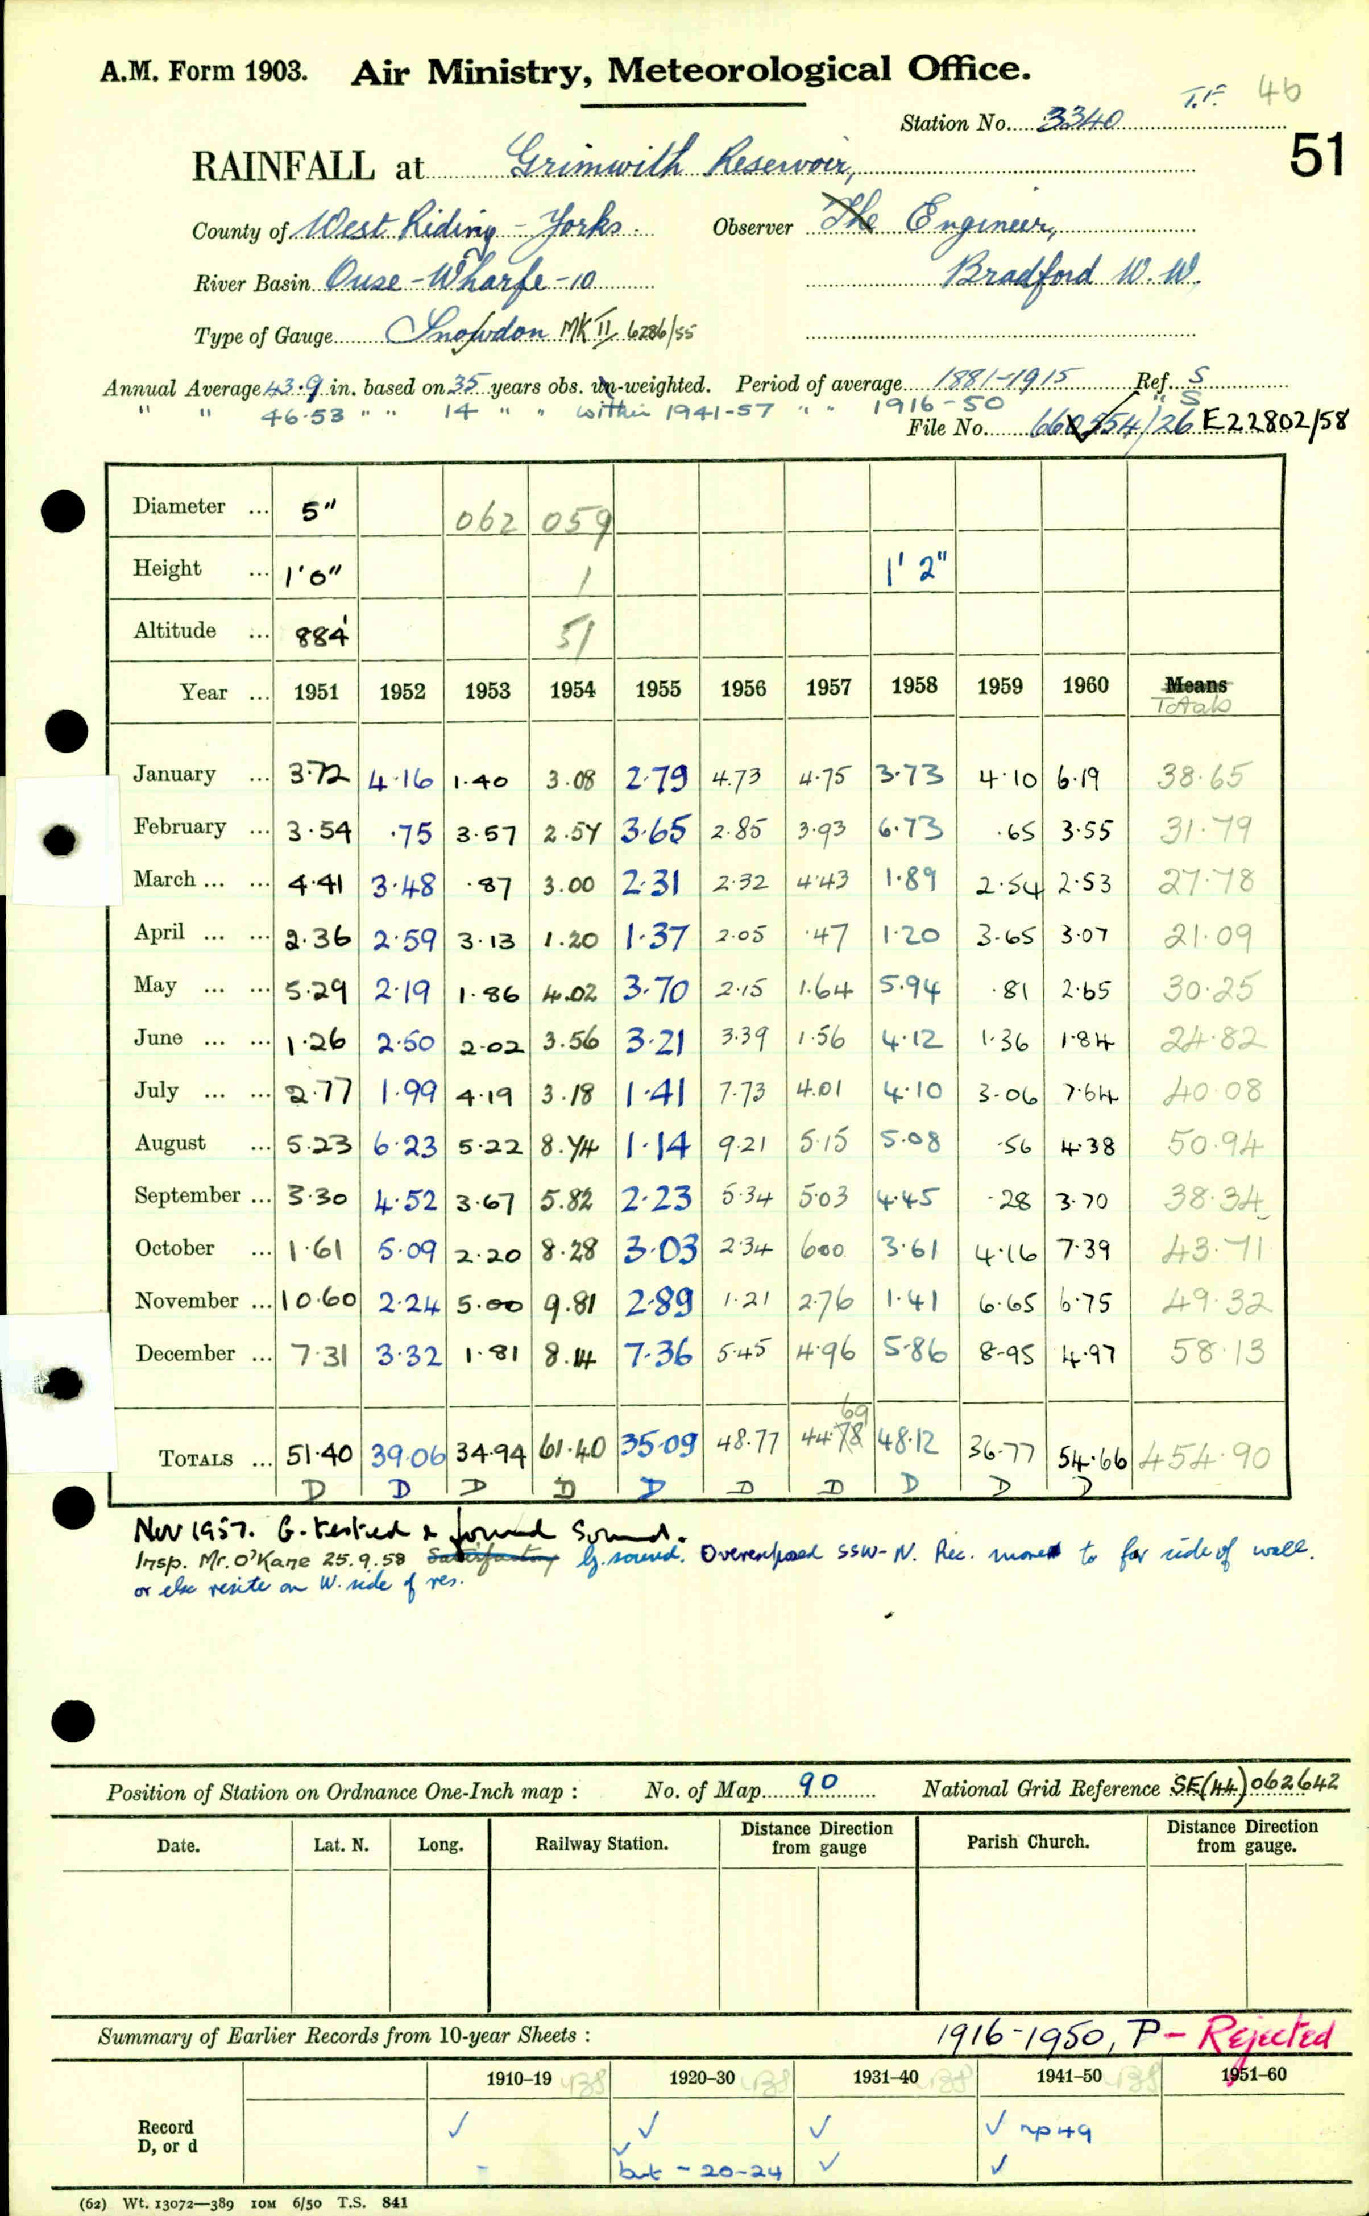 A.M. Form 1903. Air Ministry, Meteorological Office.
T.F. 46
Station No. 3340
51
RAINFALL at Grimwith Reservoir,
County of West Riding - Yorks. Observer The Engineer,
River Basin Ouse - Wharfe - 10 Bradford W.W.
Type of Gauge Snowdon MK II 6286/55
Annual Average 43.9 in. based on 35 years obs. un-weighted. Period of average 1881-1915 Ref. S
" " 46.53 " " 14 " " within 1941-57 " " 1916-50 " S
File No. 660554/26 E22802/58
Diameter ... 5" 062 059
Height ... 1'0" 1 1'2"
Altitude ... 884' 51
Year ... 1951 1952 1953 1954 1955 1956 1957 1958 1959 1960 Means
Totals
January ... 3.72 4.16 1.40 3.08 2.79 4.73 4.75 3.73 4.10 6.19 38.65
February ... 3.54 .75 3.57 2.57 3.65 2.85 3.93 6.73 .65 3.55 31.79
March ... ... 4.41 3.48 .87 3.00 2.31 2.32 4.43 1.89 2.54 2.53 27.78
April ... ... 2.36 2.59 3.13 1.20 1.37 2.05 .47 1.20 3.65 3.07 21.09
May ... ... 5.29 2.19 1.86 4.02 3.70 2.15 1.64 5.94 .81 2.65 30.25
June ... ... 1.26 2.50 2.02 3.56 3.21 3.39 1.56 4.12 1.36 1.84 24.82
July ... ... 2.77 1.99 4.19 3.18 1.41 7.73 4.01 4.10 3.06 7.64 40.08
August ... 5.23 6.23 5.22 8.74 1.14 9.21 5.15 5.08 .56 4.38 50.94
September ... 3.30 4.52 3.67 5.82 2.23 5.34 5.03 4.45 .28 3.70 38.34
October ... 1.61 5.09 2.20 8.28 3.03 2.34 6.00 3.61 4.16 7.39 43.71
November ... 10.60 2.24 5.00 9.81 2.89 1.21 2.76 1.41 6.65 6.75 49.32
December ... 7.31 3.32 1.81 8.14 7.36 5.45 4.96 5.86 8.95 4.97 58.13
69
TOTALS ... 51.40 39.06 34.94 61.40 35.09 48.77 44.78 48.12 36.77 54.66 454.90
D D D D D D D D D D
Nov 1957. G. tested & found sound.
Insp. Mr. O'Kane 25.9.58 Satisfactory G. sound. Overexposed SSW-N. Rec. move to far side of wall.
or else resite on W. side of res.
Position of Station on Ordnance One-Inch map : No. of Map 90 National Grid Reference SE(44)062642
Date. Lat. N. Long. Railway Station. Distance Direction from gauge Parish Church. Distance Direction from gauge.
Summary of Earlier Records from 10-year Sheets : 1916-1950, P - Rejected
1910–19 1920–30 1931–40 1941–50 1951–60
Record ✓ ✓ ✓ ✓ np 49
D, or d - ✓ but - 20-24 ✓ ✓
(62) Wt. 13072—389 10M 6/50 T.S. 841